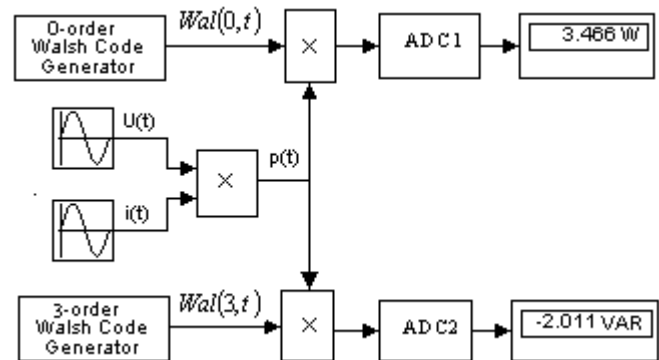 0-order
Walsh Code
Generator
Wal(0,t)
×
ADC1
3.466 W
U(t)
i(t)
×
p(t)
3-order
Walsh Code
Generator
Wal(3,t)
×
ADC2
-2.011 VAR